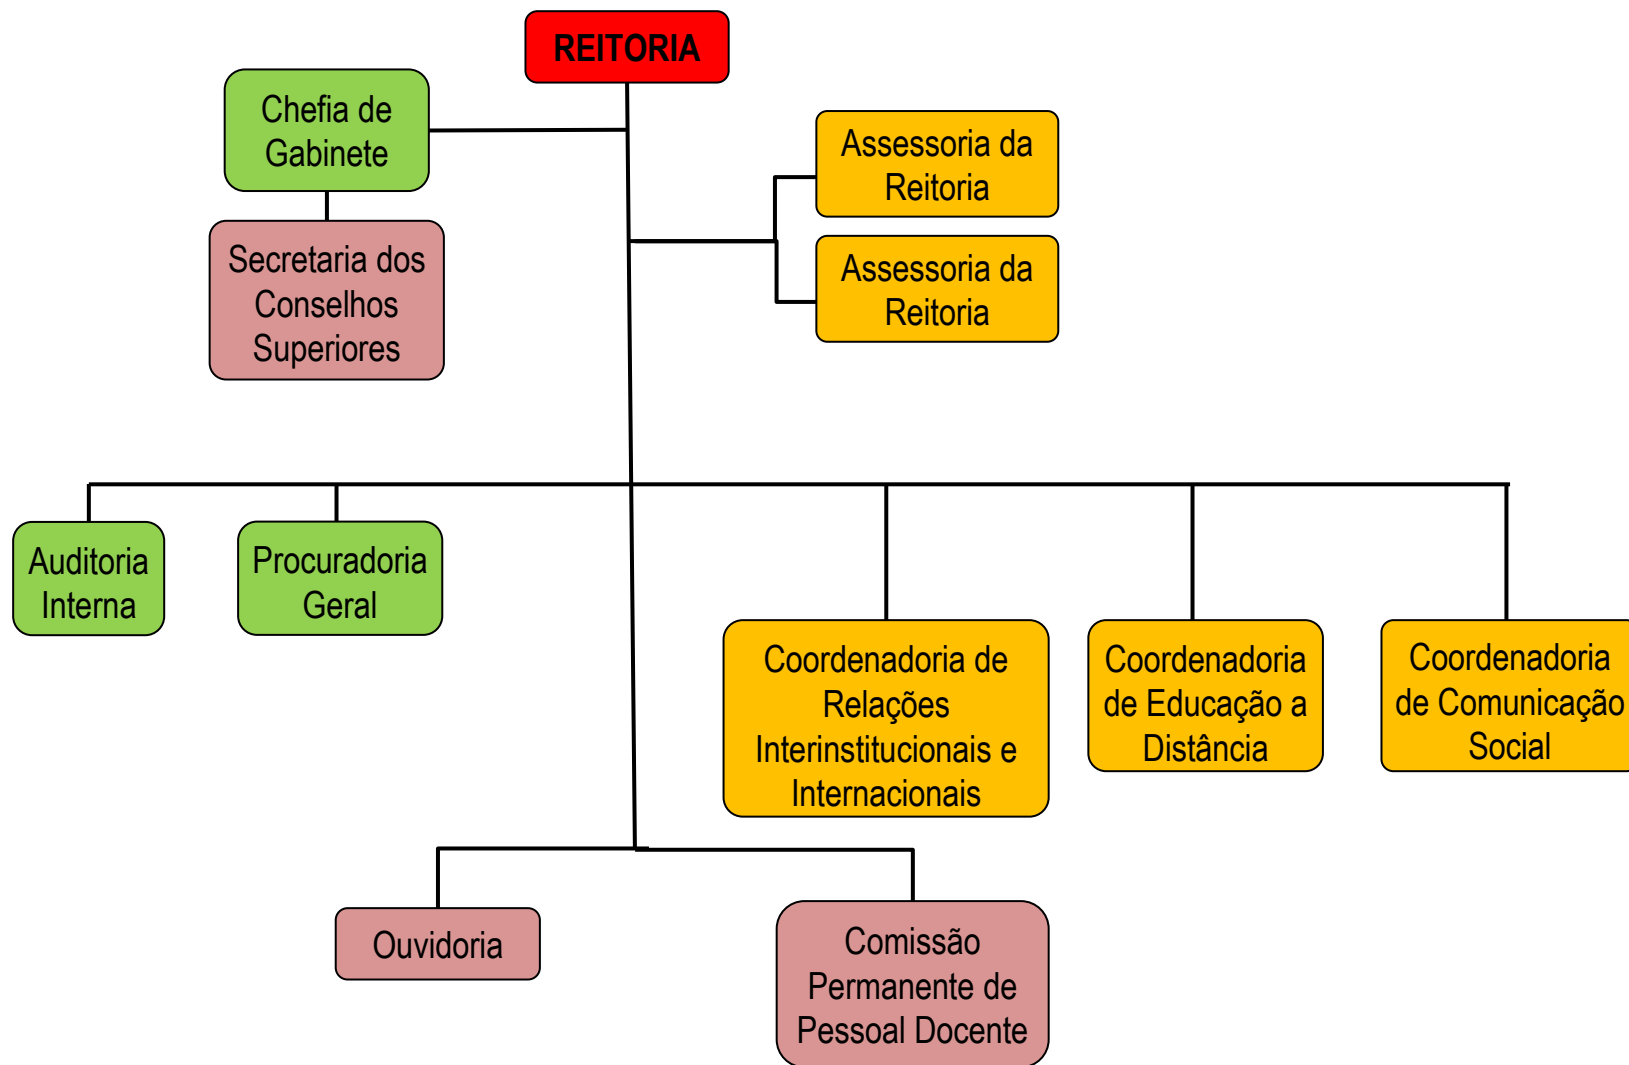 REITORIA
Chefia de
Gabinete
Assessoria da
Reitoria
Secretaria dos
Conselhos
Superiores
Assessoria da
Reitoria
Auditoria
Interna
Procuradoria
Geral
Coordenadoria de
Relações
Interinstitucionais e
Internacionais
Coordenadoria
de Educação a
Distância
Coordenadoria
de Comunicação
Social
Ouvidoria
Comissão
Permanente de
Pessoal Docente